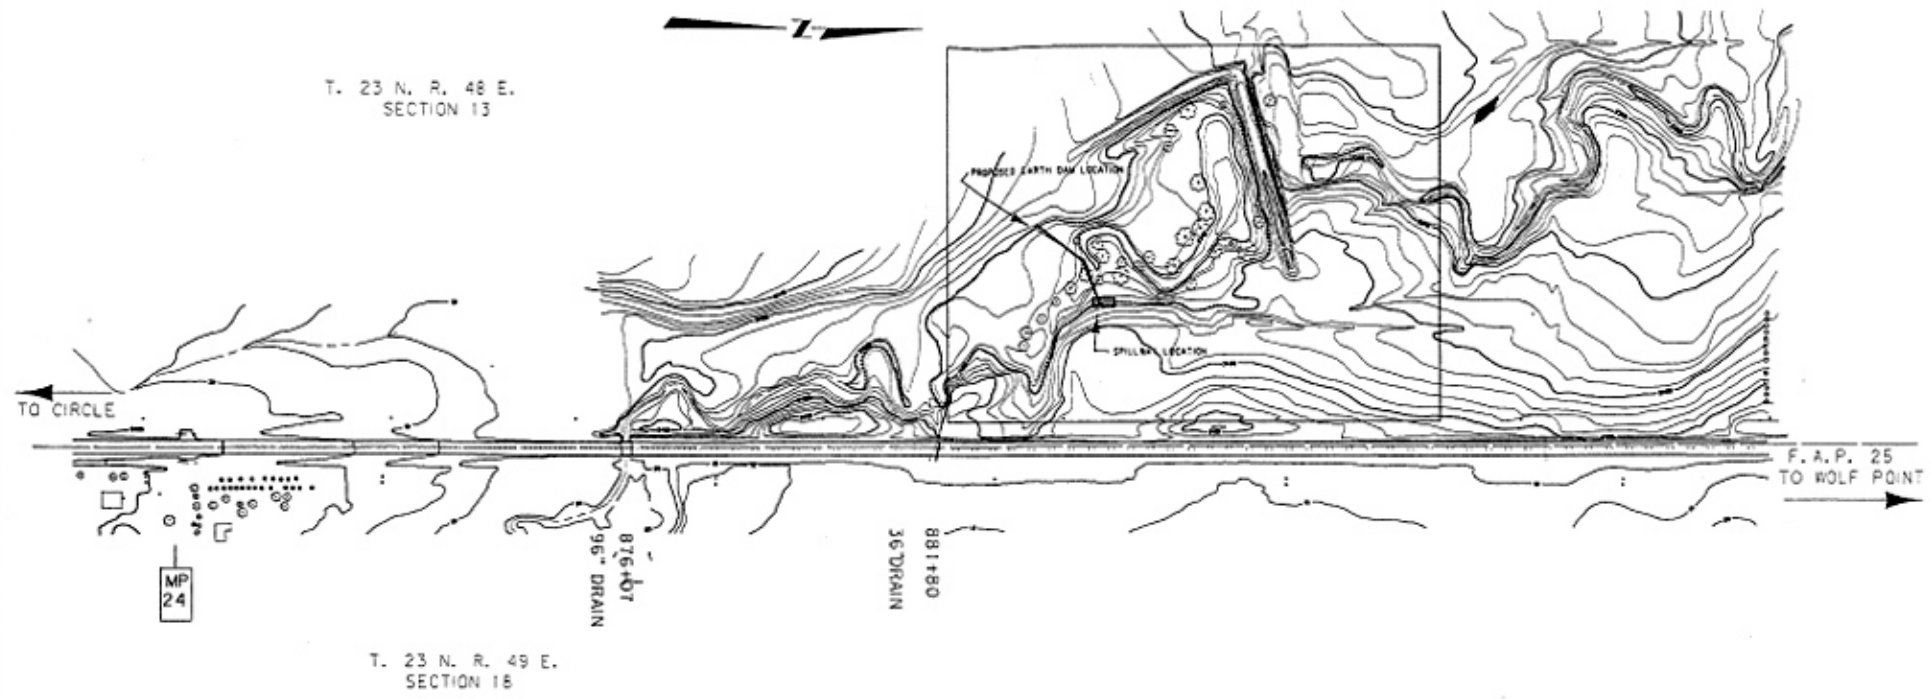 Z
T. 23 N. R. 48 E.
SECTION 13
PROPOSED EARTH DAM LOCATION
SPILLWAY LOCATION
TO CIRCLE
F. A. P. 25
TO WOLF POINT
MP
24
96" DRAIN
876+07
36" DRAIN
881+80
T. 23 N. R. 49 E.
SECTION 18